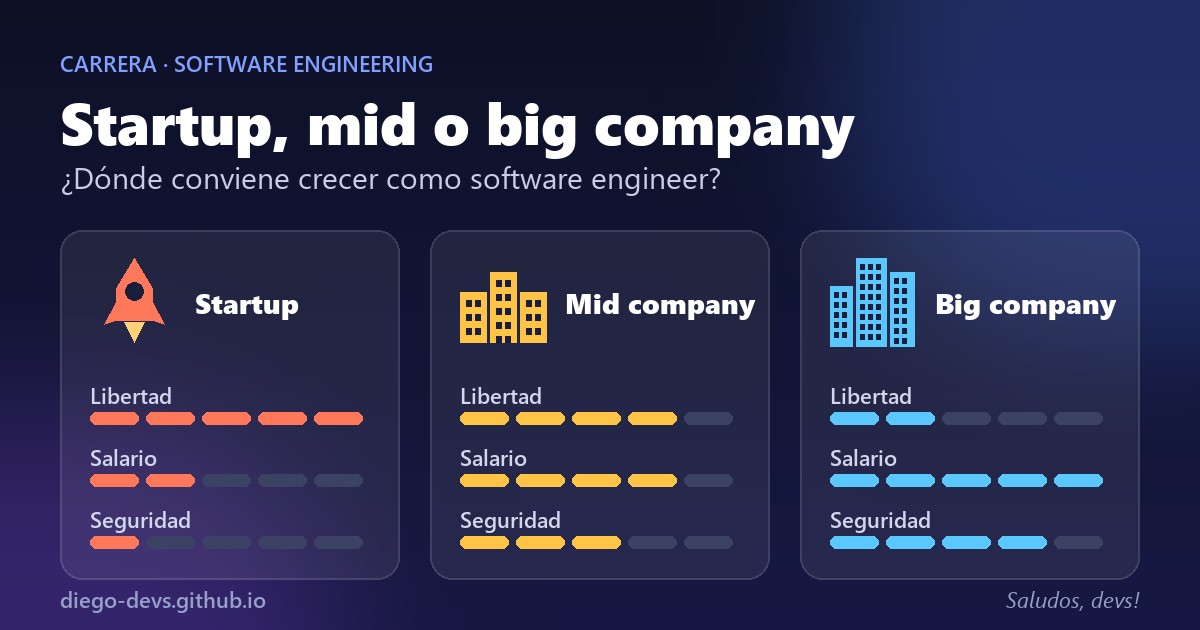 CARRERA · SOFTWARE ENGINEERING
Startup, mid o big company
¿Dónde conviene crecer como software engineer?
Startup
Libertad
Salario
Seguridad
Mid company
Libertad
Salario
Seguridad
Big company
Libertad
Salario
Seguridad
diego-devs.github.io
Saludos, devs!